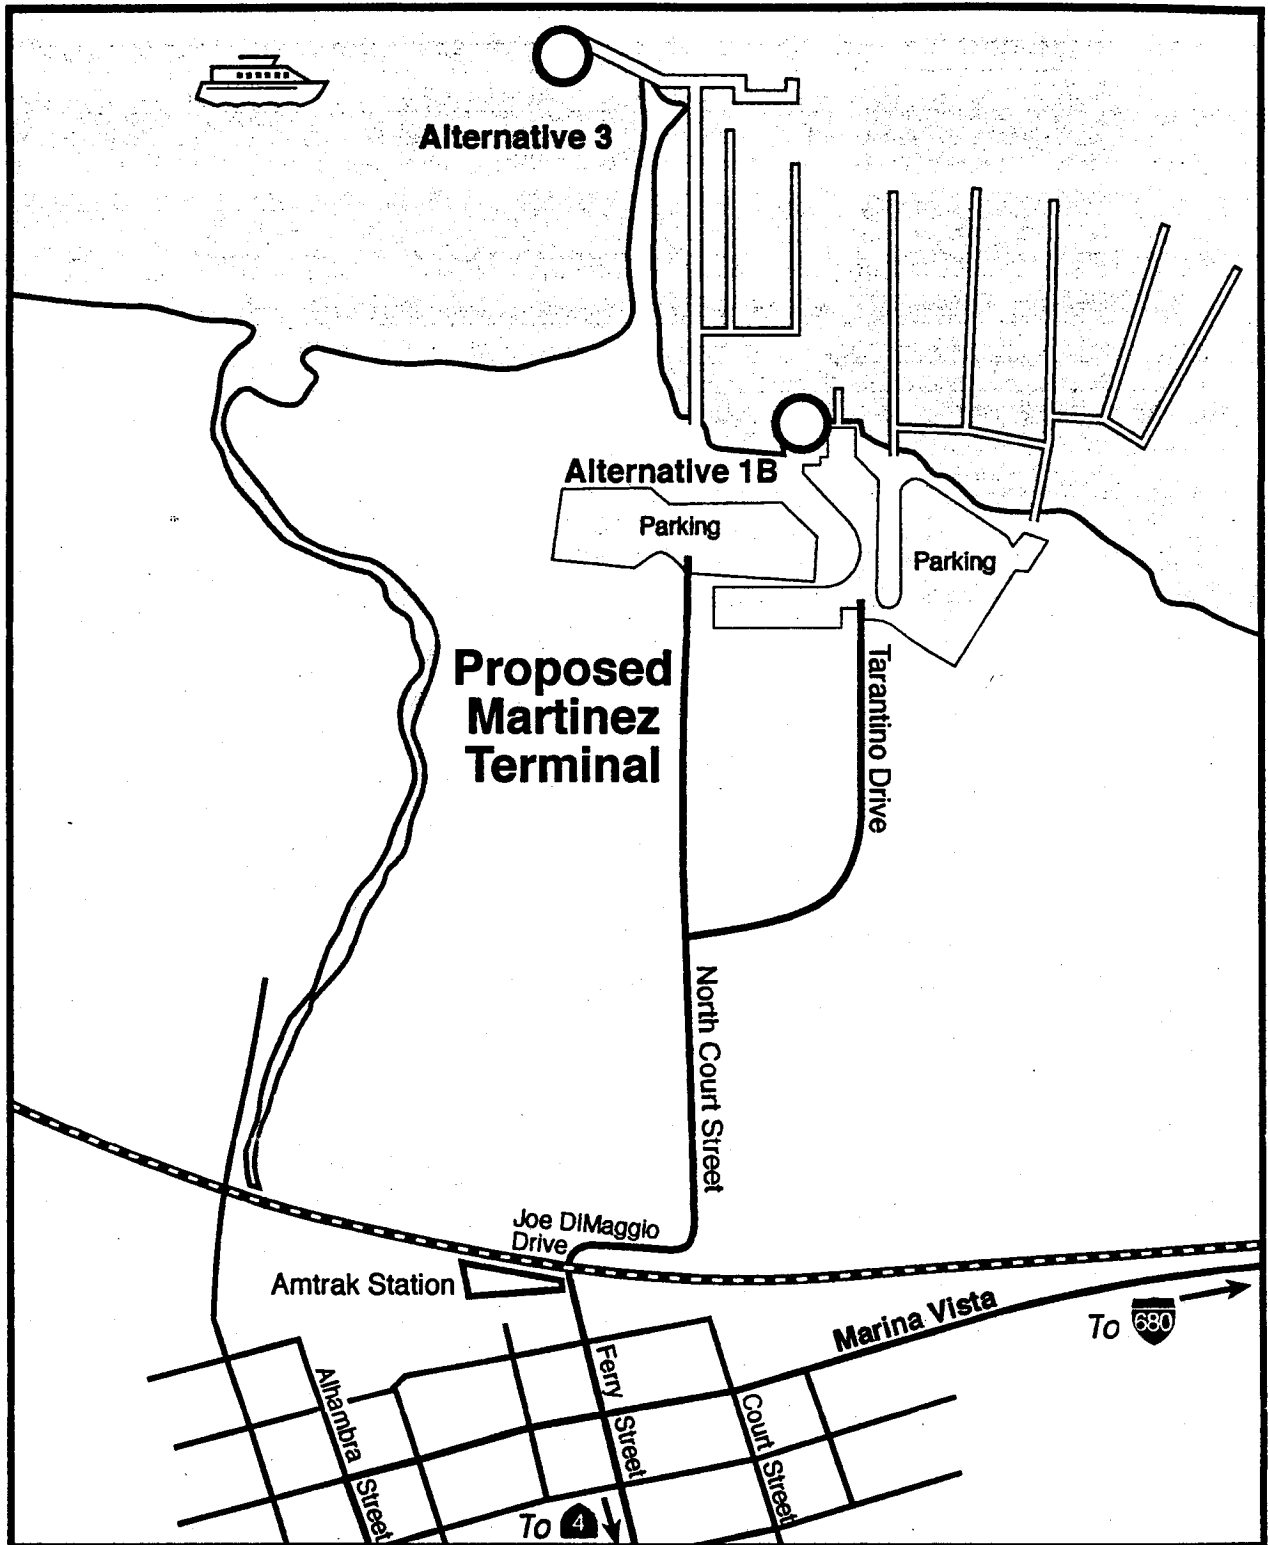 Alternative 3
Alternative 1B
Parking
Parking
Proposed
Martinez
Terminal
Tarantino Drive
North Court Street
Joe DiMaggio
Drive
Amtrak Station
Marina Vista
To 680
Alhambra Street
Ferry Street
Court Street
To 4